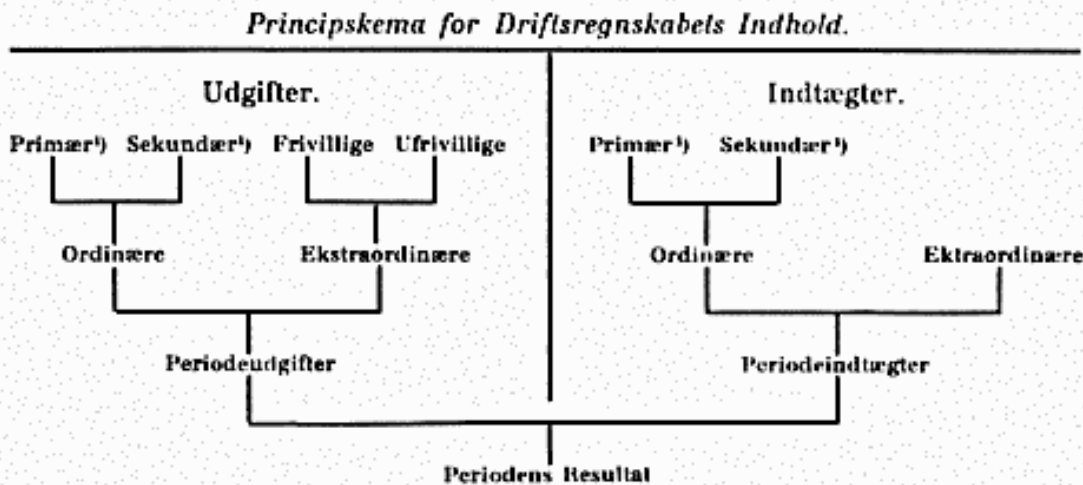 Principskema for Driftsregnskabets Indhold.
Udgifter. Indtægter.
Primær¹) Sekundær¹) Frivillige Ufrivillige Primær¹) Sekundær¹)
Ordinære Ekstraordinære Ordinære Ektraordinære
Periodeudgifter Periodeindtægter
Periodens Resultat